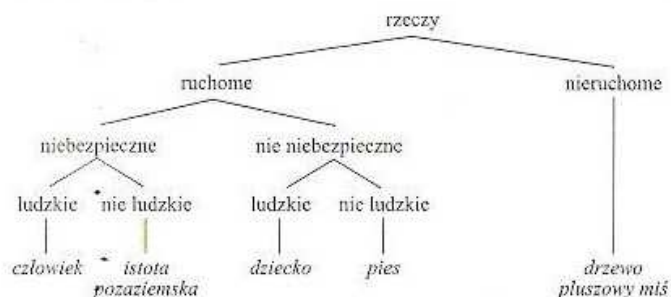 rzeczy
ruchome nieruchome
niebezpieczne nie niebezpieczne
ludzkie nie ludzkie ludzkie nie ludzkie
człowiek istota dziecko pies drzewo
pozaziemska pluszowy miś